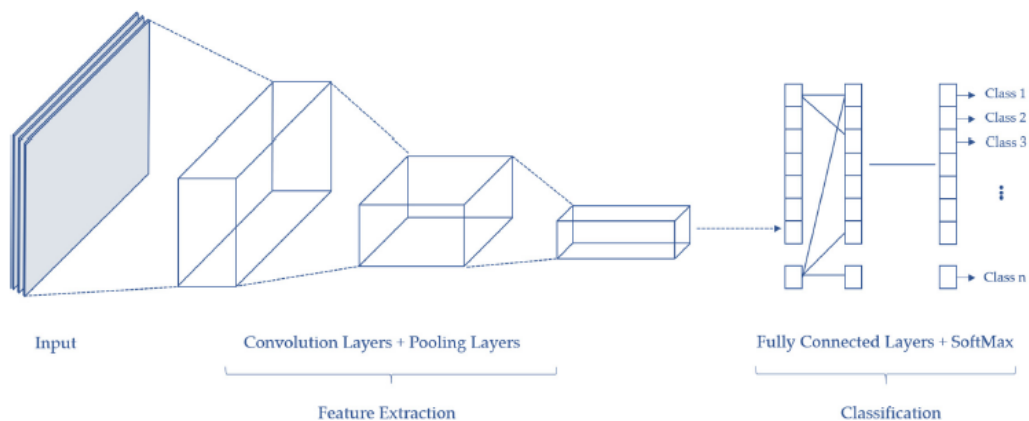 Class 1
Class 2
Class 3
Class n
Input
Convolution Layers + Pooling Layers
Fully Connected Layers + SoftMax
Feature Extraction
Classification